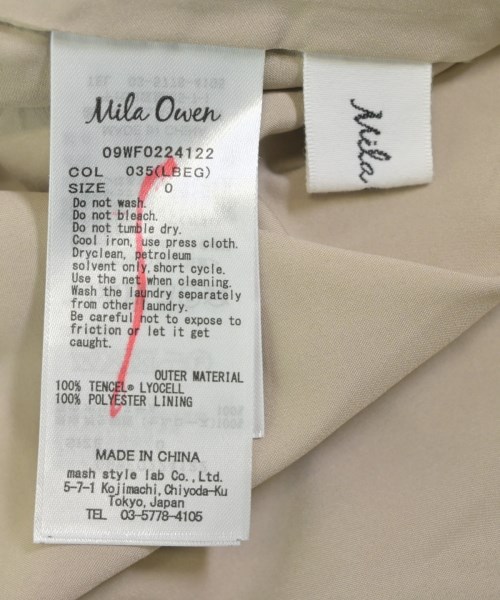 Mila Owen
09WF0224122
COL 035(LBEG)
SIZE 0
Do not wash.
Do not bleach.
Do not tumble dry.
Cool iron, use press cloth.
Dryclean, petroleum
solvent only,short cycle.
Use the net when cleaning.
Wash the laundry separately
from other laundry.
Be careful not to expose to
friction or let it get
caught.
OUTER MATERIAL
100% TENCEL® LYOCELL
100% POLYESTER LINING
MADE IN CHINA
mash style lab Co.,Ltd.
5-7-1 Kojimachi,Chiyoda-Ku
Tokyo,Japan
TEL 03-5778-4105
Mila